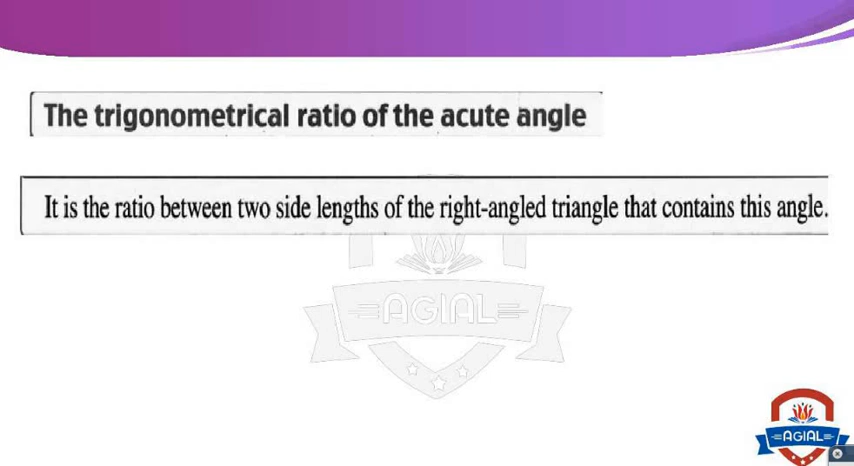 The trigonometrical ratio of the acute angle
It is the ratio between two side lengths of the right-angled triangle that contains this angle.
AGIAL
AGIAL